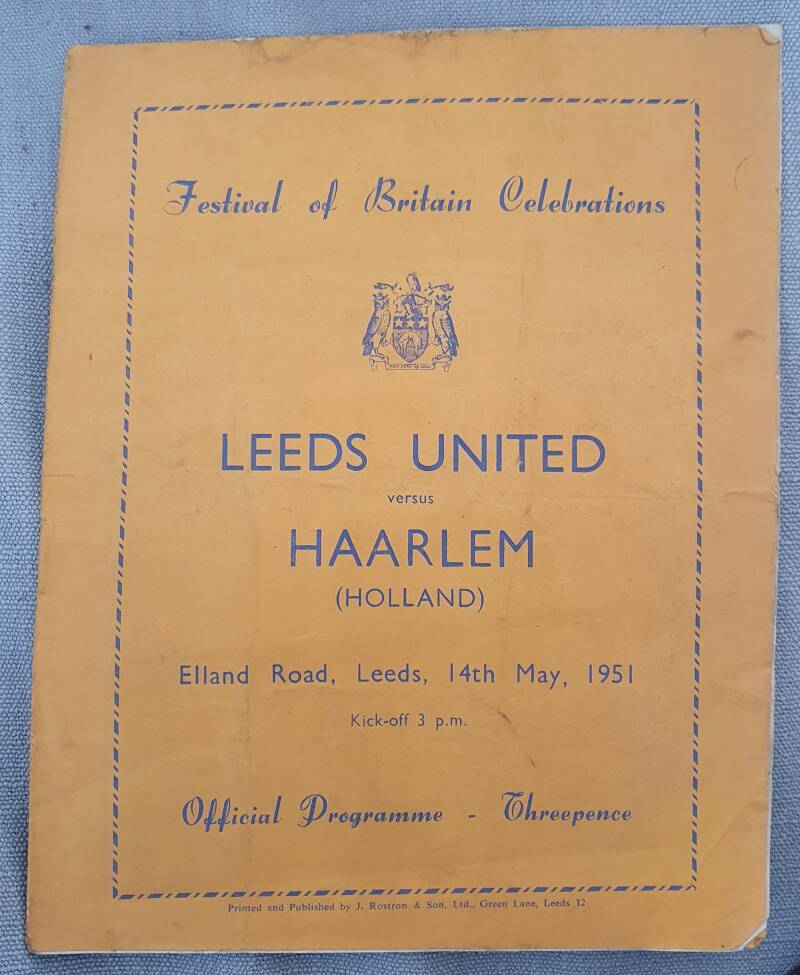 Festival of Britain Celebrations
LEEDS UNITED
versus
HAARLEM
(HOLLAND)
Elland Road, Leeds, 14th May, 1951
Kick-off 3 p.m.
Official Programme - Threepence
Printed and Published by J. Rostron & Son, Ltd., Green Lane, Leeds 12